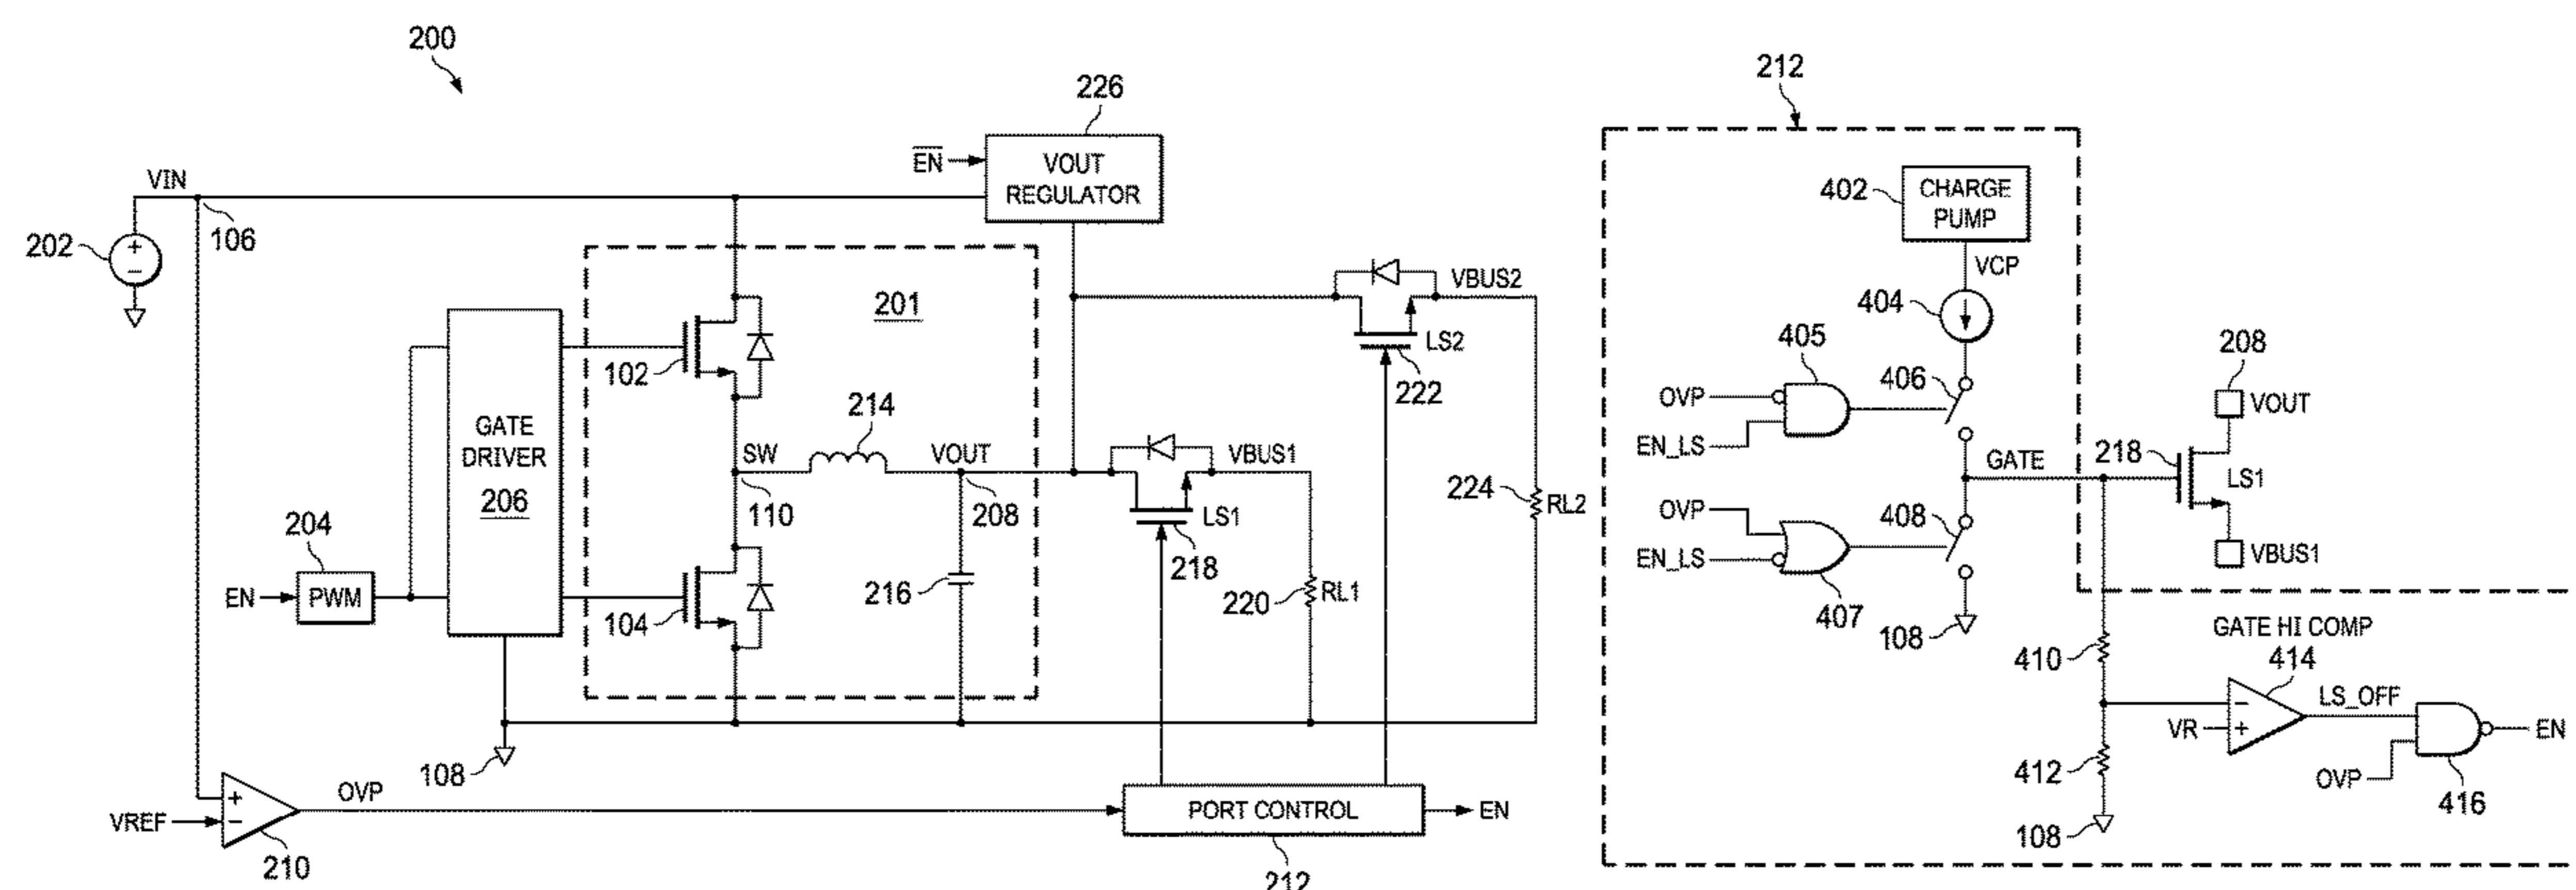 200
226
VOUT
REGULATOR
EN
VIN
106
202
201
VBUS2
LS2
222
102
214
GATE
DRIVER
206
SW
VOUT
VBUS1
110
208
LS1
218
224
RL2
204
EN
PWM
104
216
220
RL1
108
VREF
OVP
210
PORT CONTROL
EN
212
212
402
CHARGE
PUMP
VCP
404
405
406
OVP
EN_LS
208
VOUT
GATE
218
LS1
OVP
408
EN_LS
407
VBUS1
108
GATE HI COMP
410
414
LS_OFF
VR
EN
412
OVP
416
108